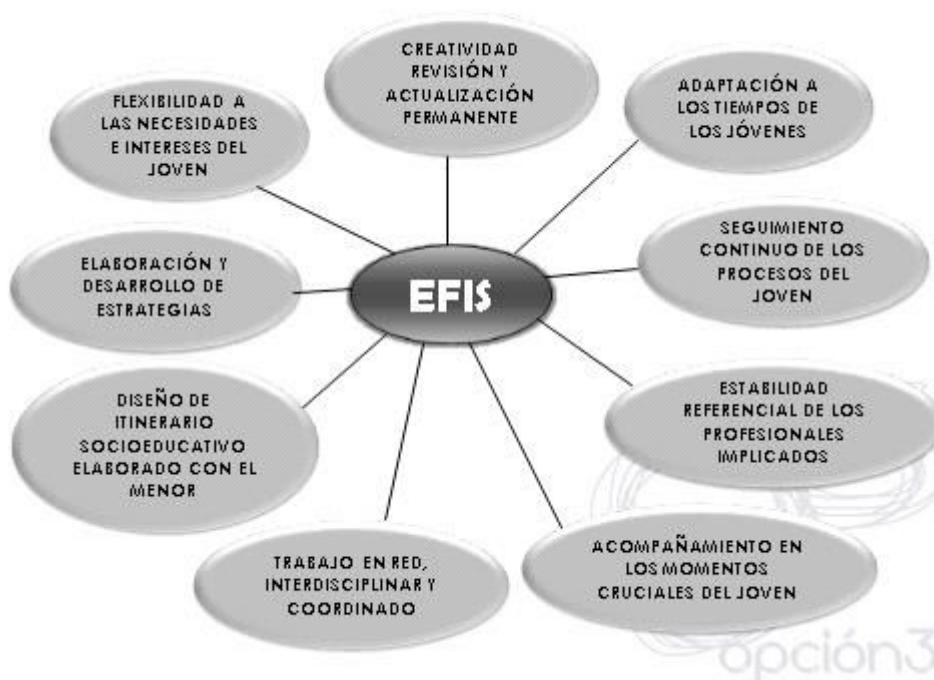 CREATIVIDAD
REVISIÓN Y
ACTUALIZACIÓN
PERMANENTE
FLEXIBILIDAD A
LAS NECESIDADES
E INTERESES DEL
JOVEN
ADAPTACIÓN A
LOS TIEMPOS DE
LOS JÓVENES
ELABORACIÓN Y
DESARROLLO DE
ESTRATEGIAS
EFIS
SEGUIMIENTO
CONTINUO DE LOS
PROCESOS DEL
JOVEN
DISEÑO DE
ITINERARIO
SOCIOEDUCATIVO
ELABORADO CON EL
MENOR
ESTABILIDAD
REFERENCIAL DE LOS
PROFESIONALES
IMPLICADOS
TRABAJO EN RED,
INTERDISCIPLINAR Y
COORDINADO
ACOMPAÑAMIENTO EN
LOS MOMENTOS
CRUCIALES DEL JOVEN
opción3